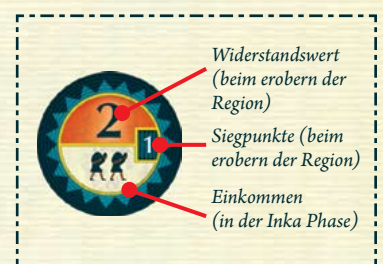 Widerstandswert
(beim erobern der
Region)
2
1
Siegpunkte (beim
erobern der Region)
Einkommen
(in der Inka Phase)